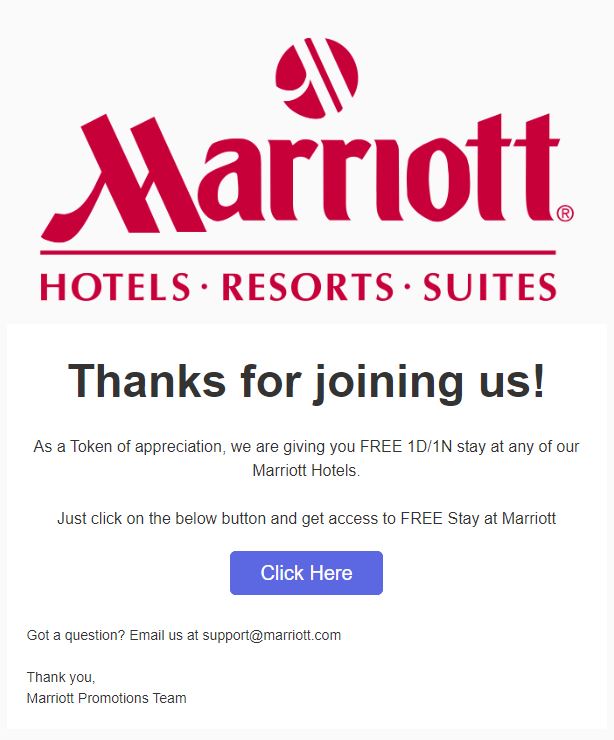 Marriott®
HOTELS · RESORTS · SUITES
Thanks for joining us!
As a Token of appreciation, we are giving you FREE 1D/1N stay at any of our
Marriott Hotels.
Just click on the below button and get access to FREE Stay at Marriott
Click Here
Got a question? Email us at support@marriott.com
Thank you,
Marriott Promotions Team